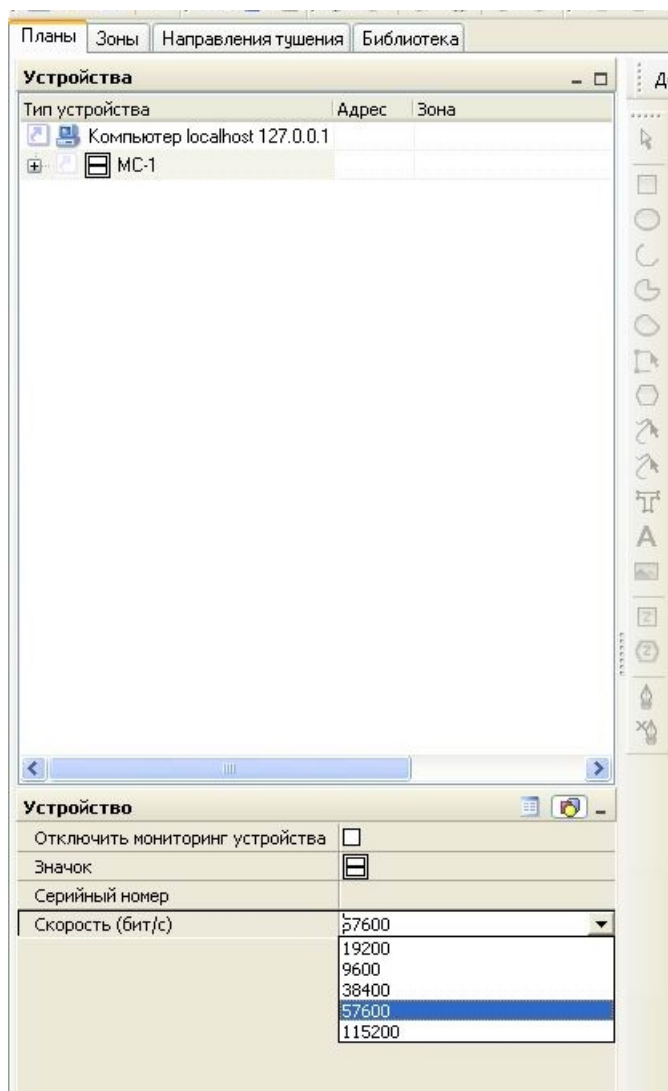 Планы Зоны Направления тушения Библиотека
Устройства
Тип устройства Адрес Зона
Компьютер localhost 127.0.0.1
МС-1
Устройство
Отключить мониторинг устройства
Значок
Серийный номер
Скорость (бит/с) 57600
19200
9600
38400
57600
115200